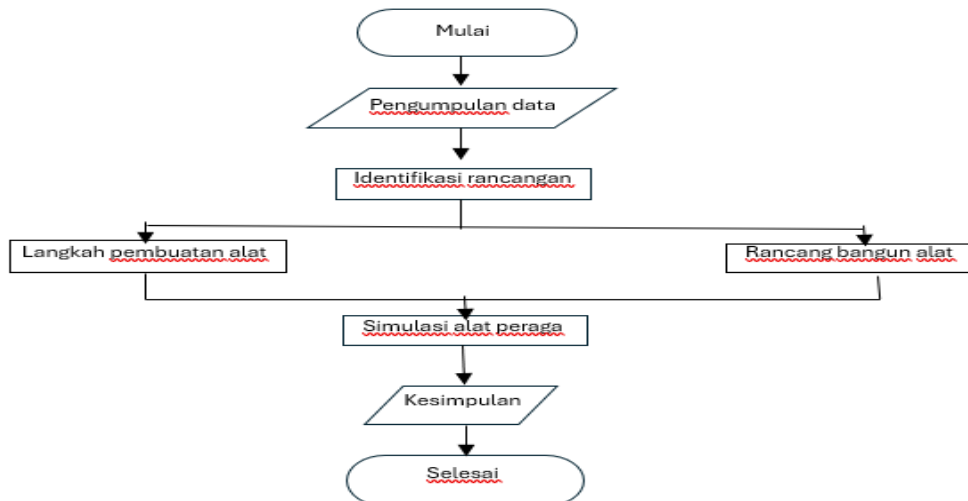 Mulai
Pengumpulan data
Identifikasi rancangan
Langkah pembuatan alat
Rancang bangun alat
Simulasi alat peraga
Kesimpulan
Selesai